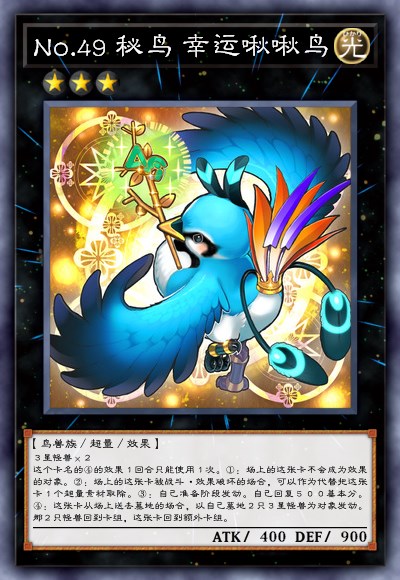 No.49 秘鸟 幸运啾啾鸟
光
【鸟兽族/超量/效果】
3星怪兽×2
这个卡名的④的效果1回合只能使用1次。①:场上的这张卡不会成为效果
的对象。②:场上的这张卡被战斗·效果破坏的场合,可以作为代替把这张
卡1个超量素材取除。③:自己准备阶段发动。自己回复500基本分。
④:这张卡从场上送去墓地的场合,以自己墓地2只3星怪兽为对象发动。
那2只怪兽回到卡组,这张卡回到额外卡组。
ATK/ 400 DEF/ 900